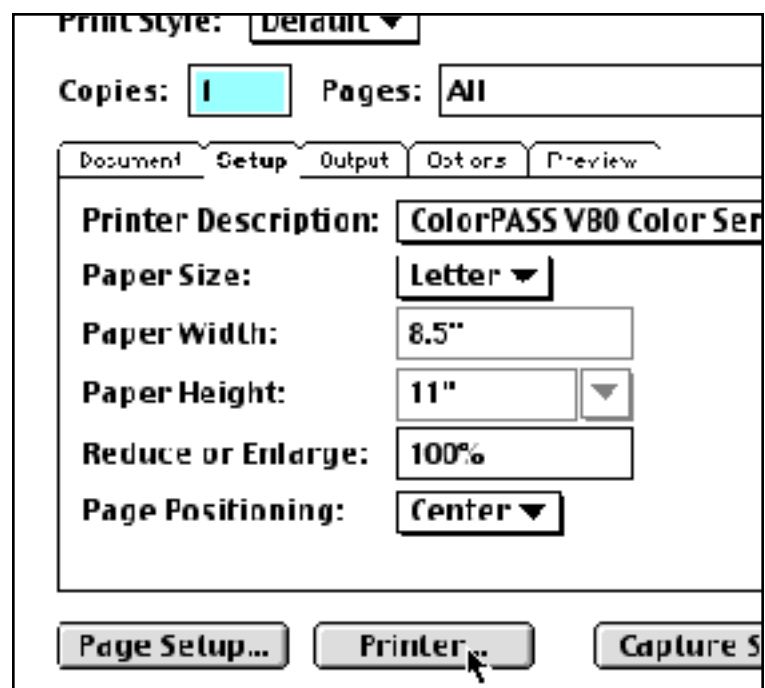 Print Style: Default
Copies: 1 Pages: All
Document Setup Output Options Preview
Printer Description: ColorPASS V80 Color Ser
Paper Size: Letter
Paper Width: 8.5"
Paper Height: 11"
Reduce or Enlarge: 100%
Page Positioning: Center
Page Setup... Printer... Capture S